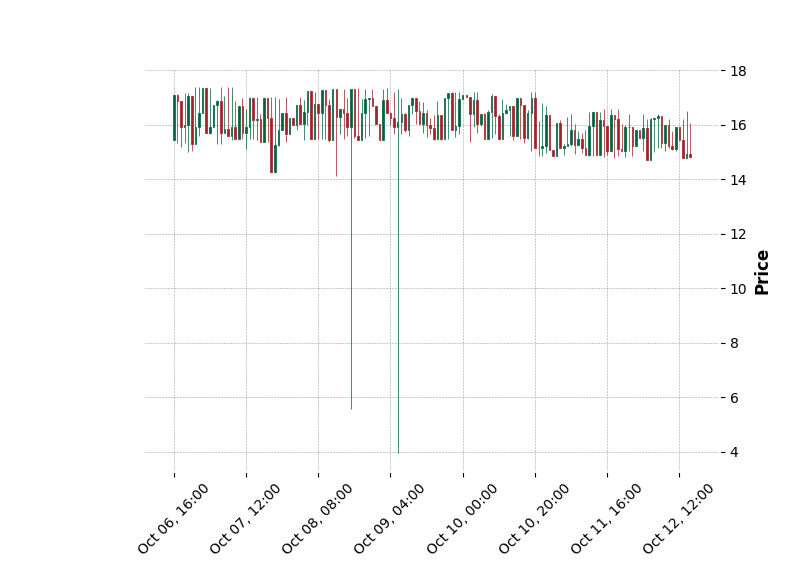 18
16
14
12
10
8
6
4
Price
Oct 06, 16:00
Oct 07, 12:00
Oct 08, 08:00
Oct 09, 04:00
Oct 10, 00:00
Oct 10, 20:00
Oct 11, 16:00
Oct 12, 12:00